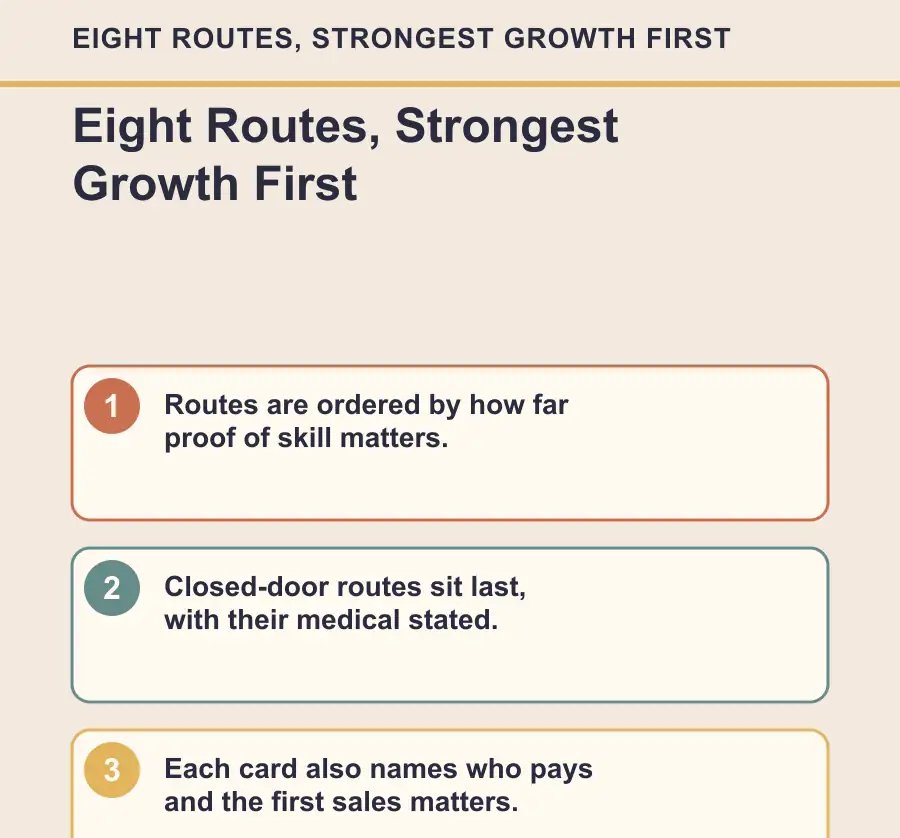 EIGHT ROUTES, STRONGEST GROWTH FIRST
Eight Routes, Strongest
Growth First
1
Routes are ordered by how far
proof of skill matters.
2
Closed-door routes sit last,
with their medical stated.
3
Each card also names who pays
and the first sales matters.